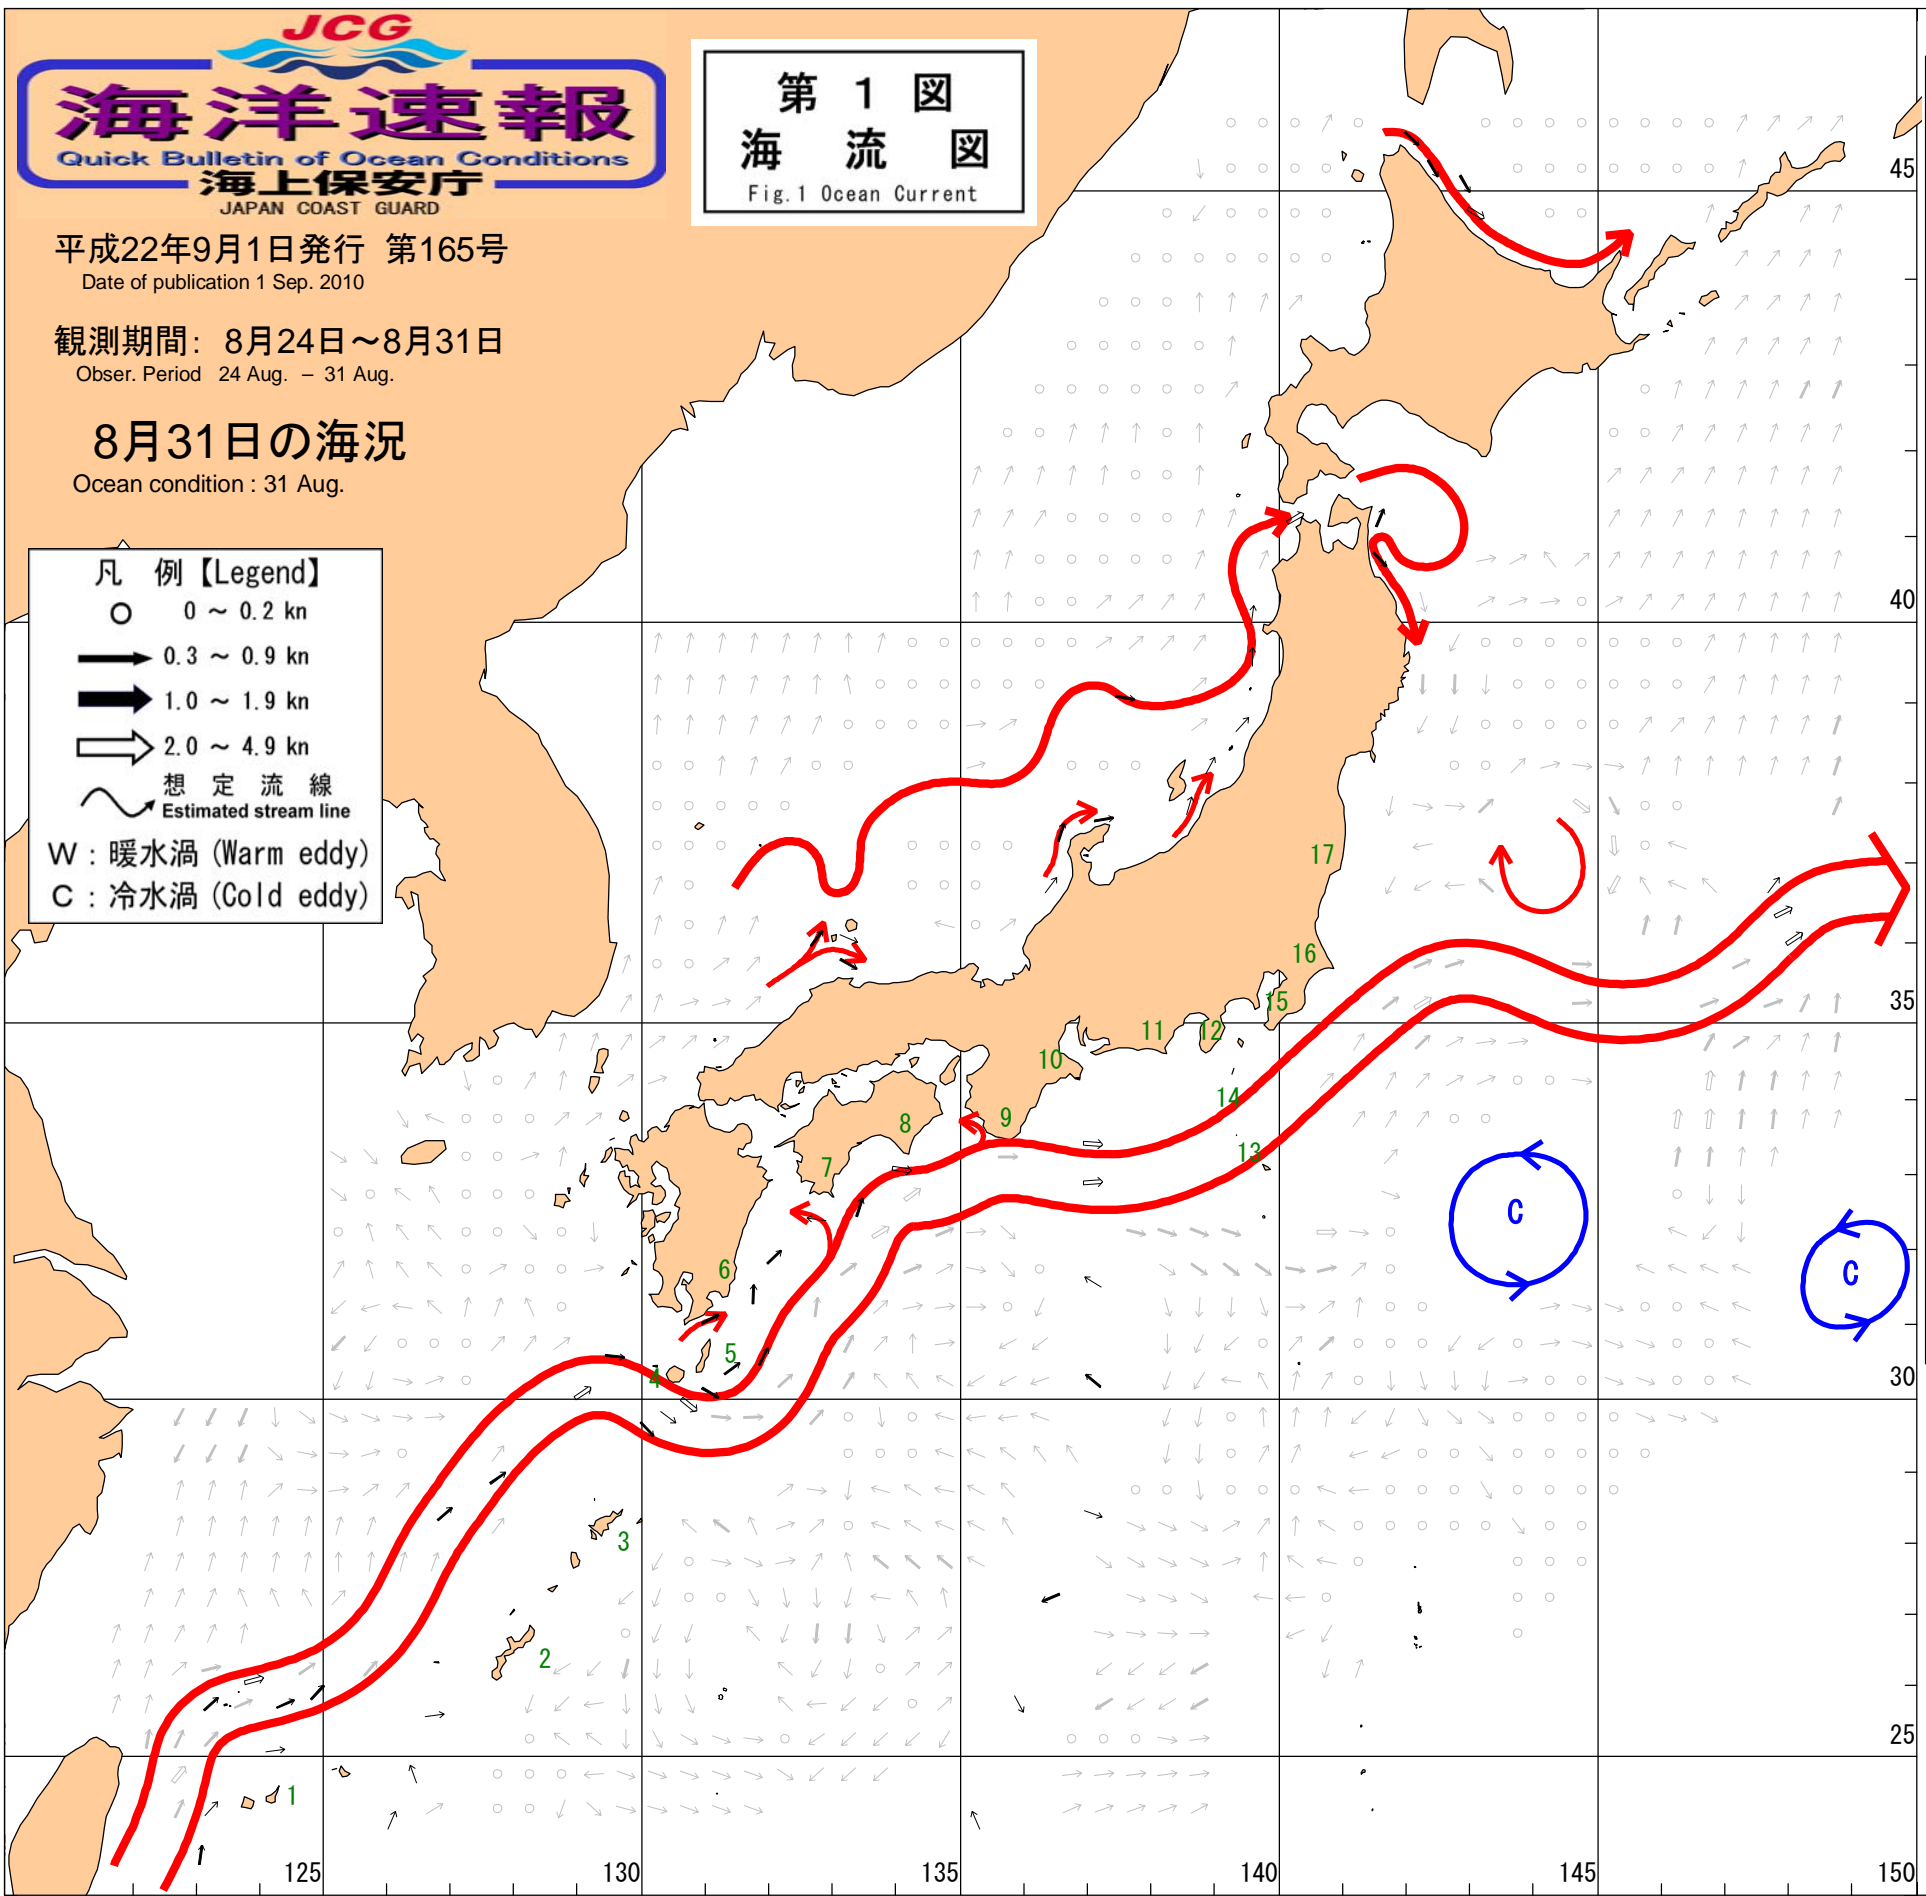 JCG
海洋速報
Quick Bulletin of Ocean Conditions
海上保安庁
JAPAN COAST GUARD
第 1 図
海 流 図
Fig.1 Ocean Current
平成22年9月1日発行 第165号
Date of publication 1 Sep. 2010
観測期間: 8月24日～8月31日
Obser. Period 24 Aug. – 31 Aug.
8月31日の海況
Ocean condition : 31 Aug.
凡 例【Legend】
0 ～ 0.2 kn
0.3 ～ 0.9 kn
1.0 ～ 1.9 kn
2.0 ～ 4.9 kn
想 定 流 線
Estimated stream line
W : 暖水渦 (Warm eddy)
C : 冷水渦 (Cold eddy)
45
40
17
16
35
15
12
11
10
14
9
8
13
7
C
C
6
5
4
30
3
2
25
1
125
130
135
140
145
150